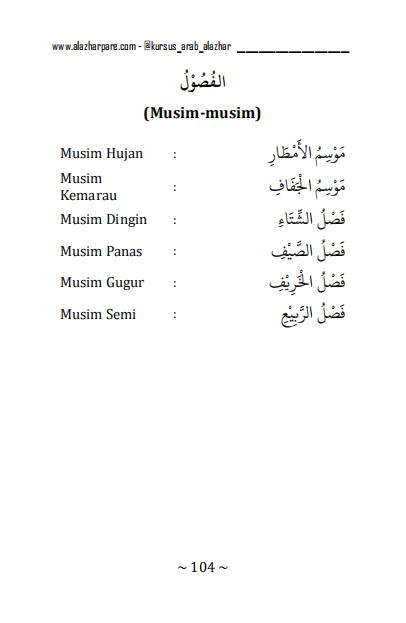 www.alazharpare.com - @kursus_arab_alazhar
الفُصُوْلُ
(Musim-musim)
Musim Hujan : مَوْسِمُ الأَمْطَارِ
Musim Kemarau : مَوْسِمُ الْجَفَافِ
Musim Dingin : فَصْلُ الشِّتَاءِ
Musim Panas : فَصْلُ الصَّيْفِ
Musim Gugur : فَصْلُ الْخَرِيْفِ
Musim Semi : فَصْلُ الرَّبِيْعِ
~ 104 ~